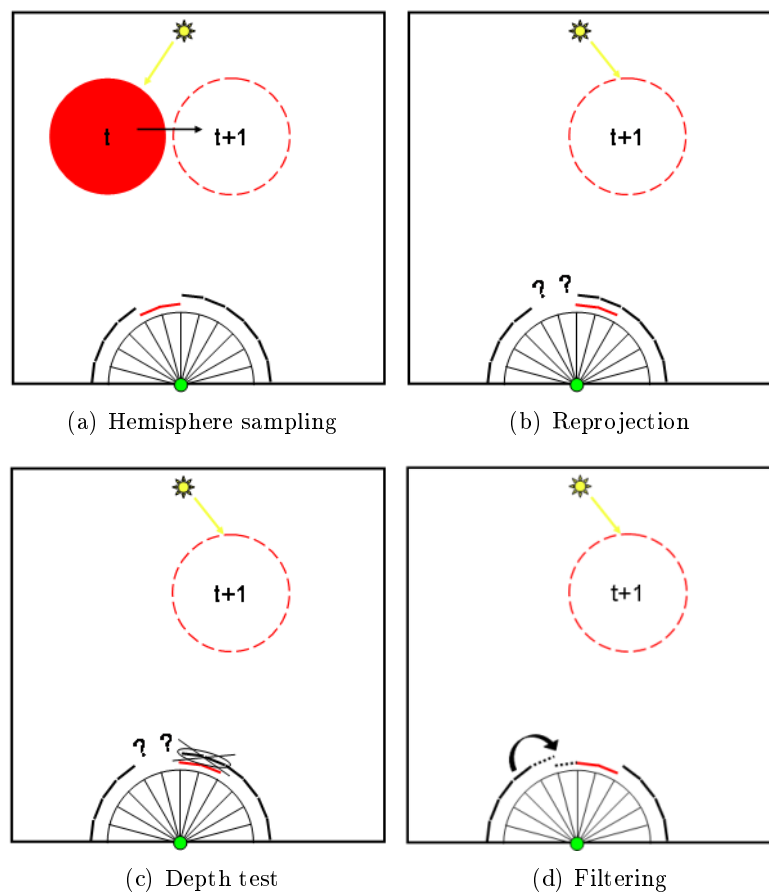 t
t+1
(a) Hemisphere sampling
t+1
? ?
(b) Reprojection
t+1
? ?
(c) Depth test
t+1
(d) Filtering